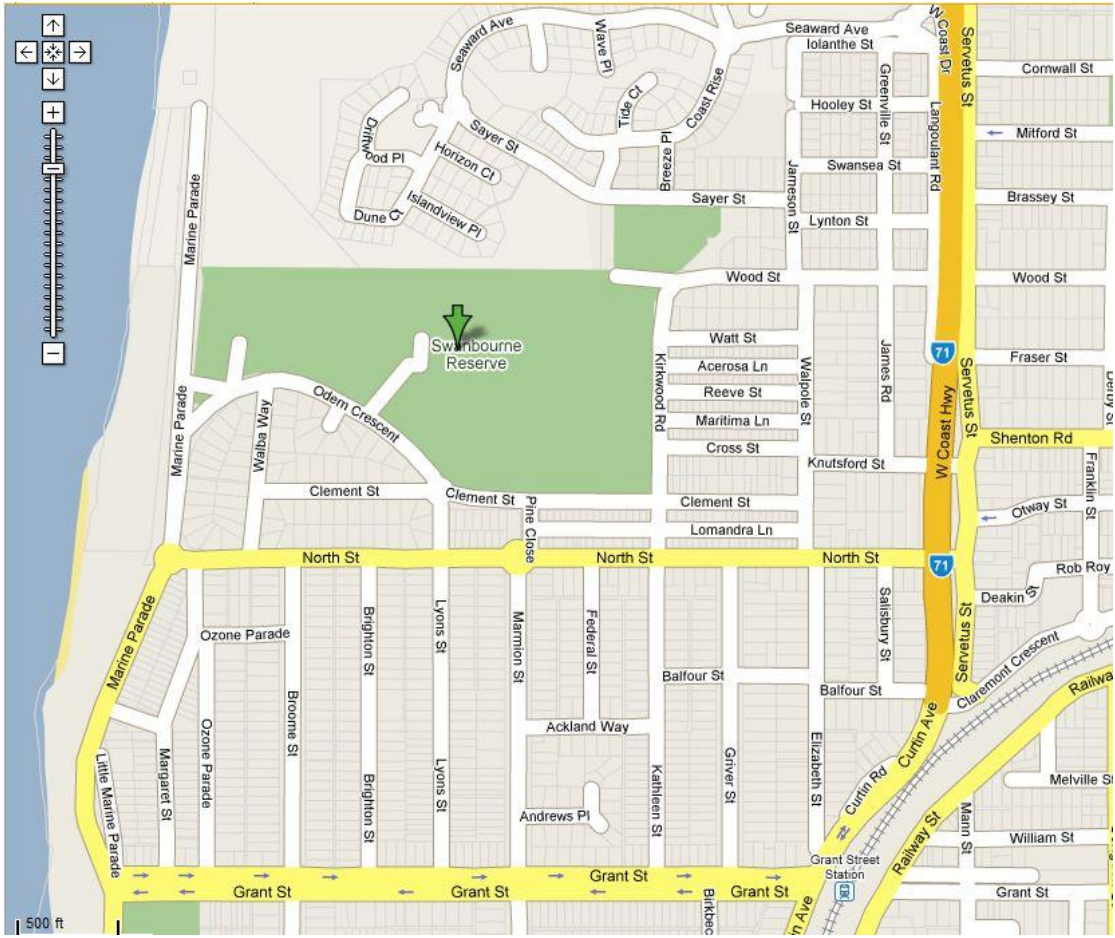 Seaward Ave
Wave Pl
Seaward Ave
W Coast Dr
Servetus St
Iolanthe St
Cornwall St
Greenville St
Tide Ct
Coast Rise
Hooley St
Langoulant Rd
Driftwood Pl
Sayer St
Mitford St
Horizon Ct
Breeze Pl
Swansea St
Jameson St
Marine Parade
Islandview Pl
Sayer St
Brassey St
Dune Ct
Lynton St
Wood St
Wood St
Swanbourne
Reserve
Watt St
71
Fraser St
Kirkwood Rd
Acerosa Ln
Walpole St
James Rd
Servetus St
Derby St
Reeve St
Marine Parade
Walba Way
Odern Crescent
Maritima Ln
W Coast Hwy
Shenton Rd
Cross St
Knutsford St
Franklin St
Clement St
Clement St
Pine Close
Clement St
Otway St
Lomandra Ln
North St
North St
North St
71
Rob Roy
Deakin St
Marine Parade
Ozone Parade
Brighton St
Lyons St
Marmion St
Federal St
Salisbury St
Servetus St
Claremont Crescent
Balfour St
Balfour St
Railway
Broome St
Ozone Parade
Ackland Way
Curtin Ave
Little Marine Parade
Margaret St
Brighton St
Lyons St
Kathleen St
Griver St
Elizabeth St
Curtin Rd
Melville St
Andrews Pl
Railway St
Mann St
William St
Grant Street
Station
Grant St
Grant St
Grant St
Grant St
Grant St
500 ft